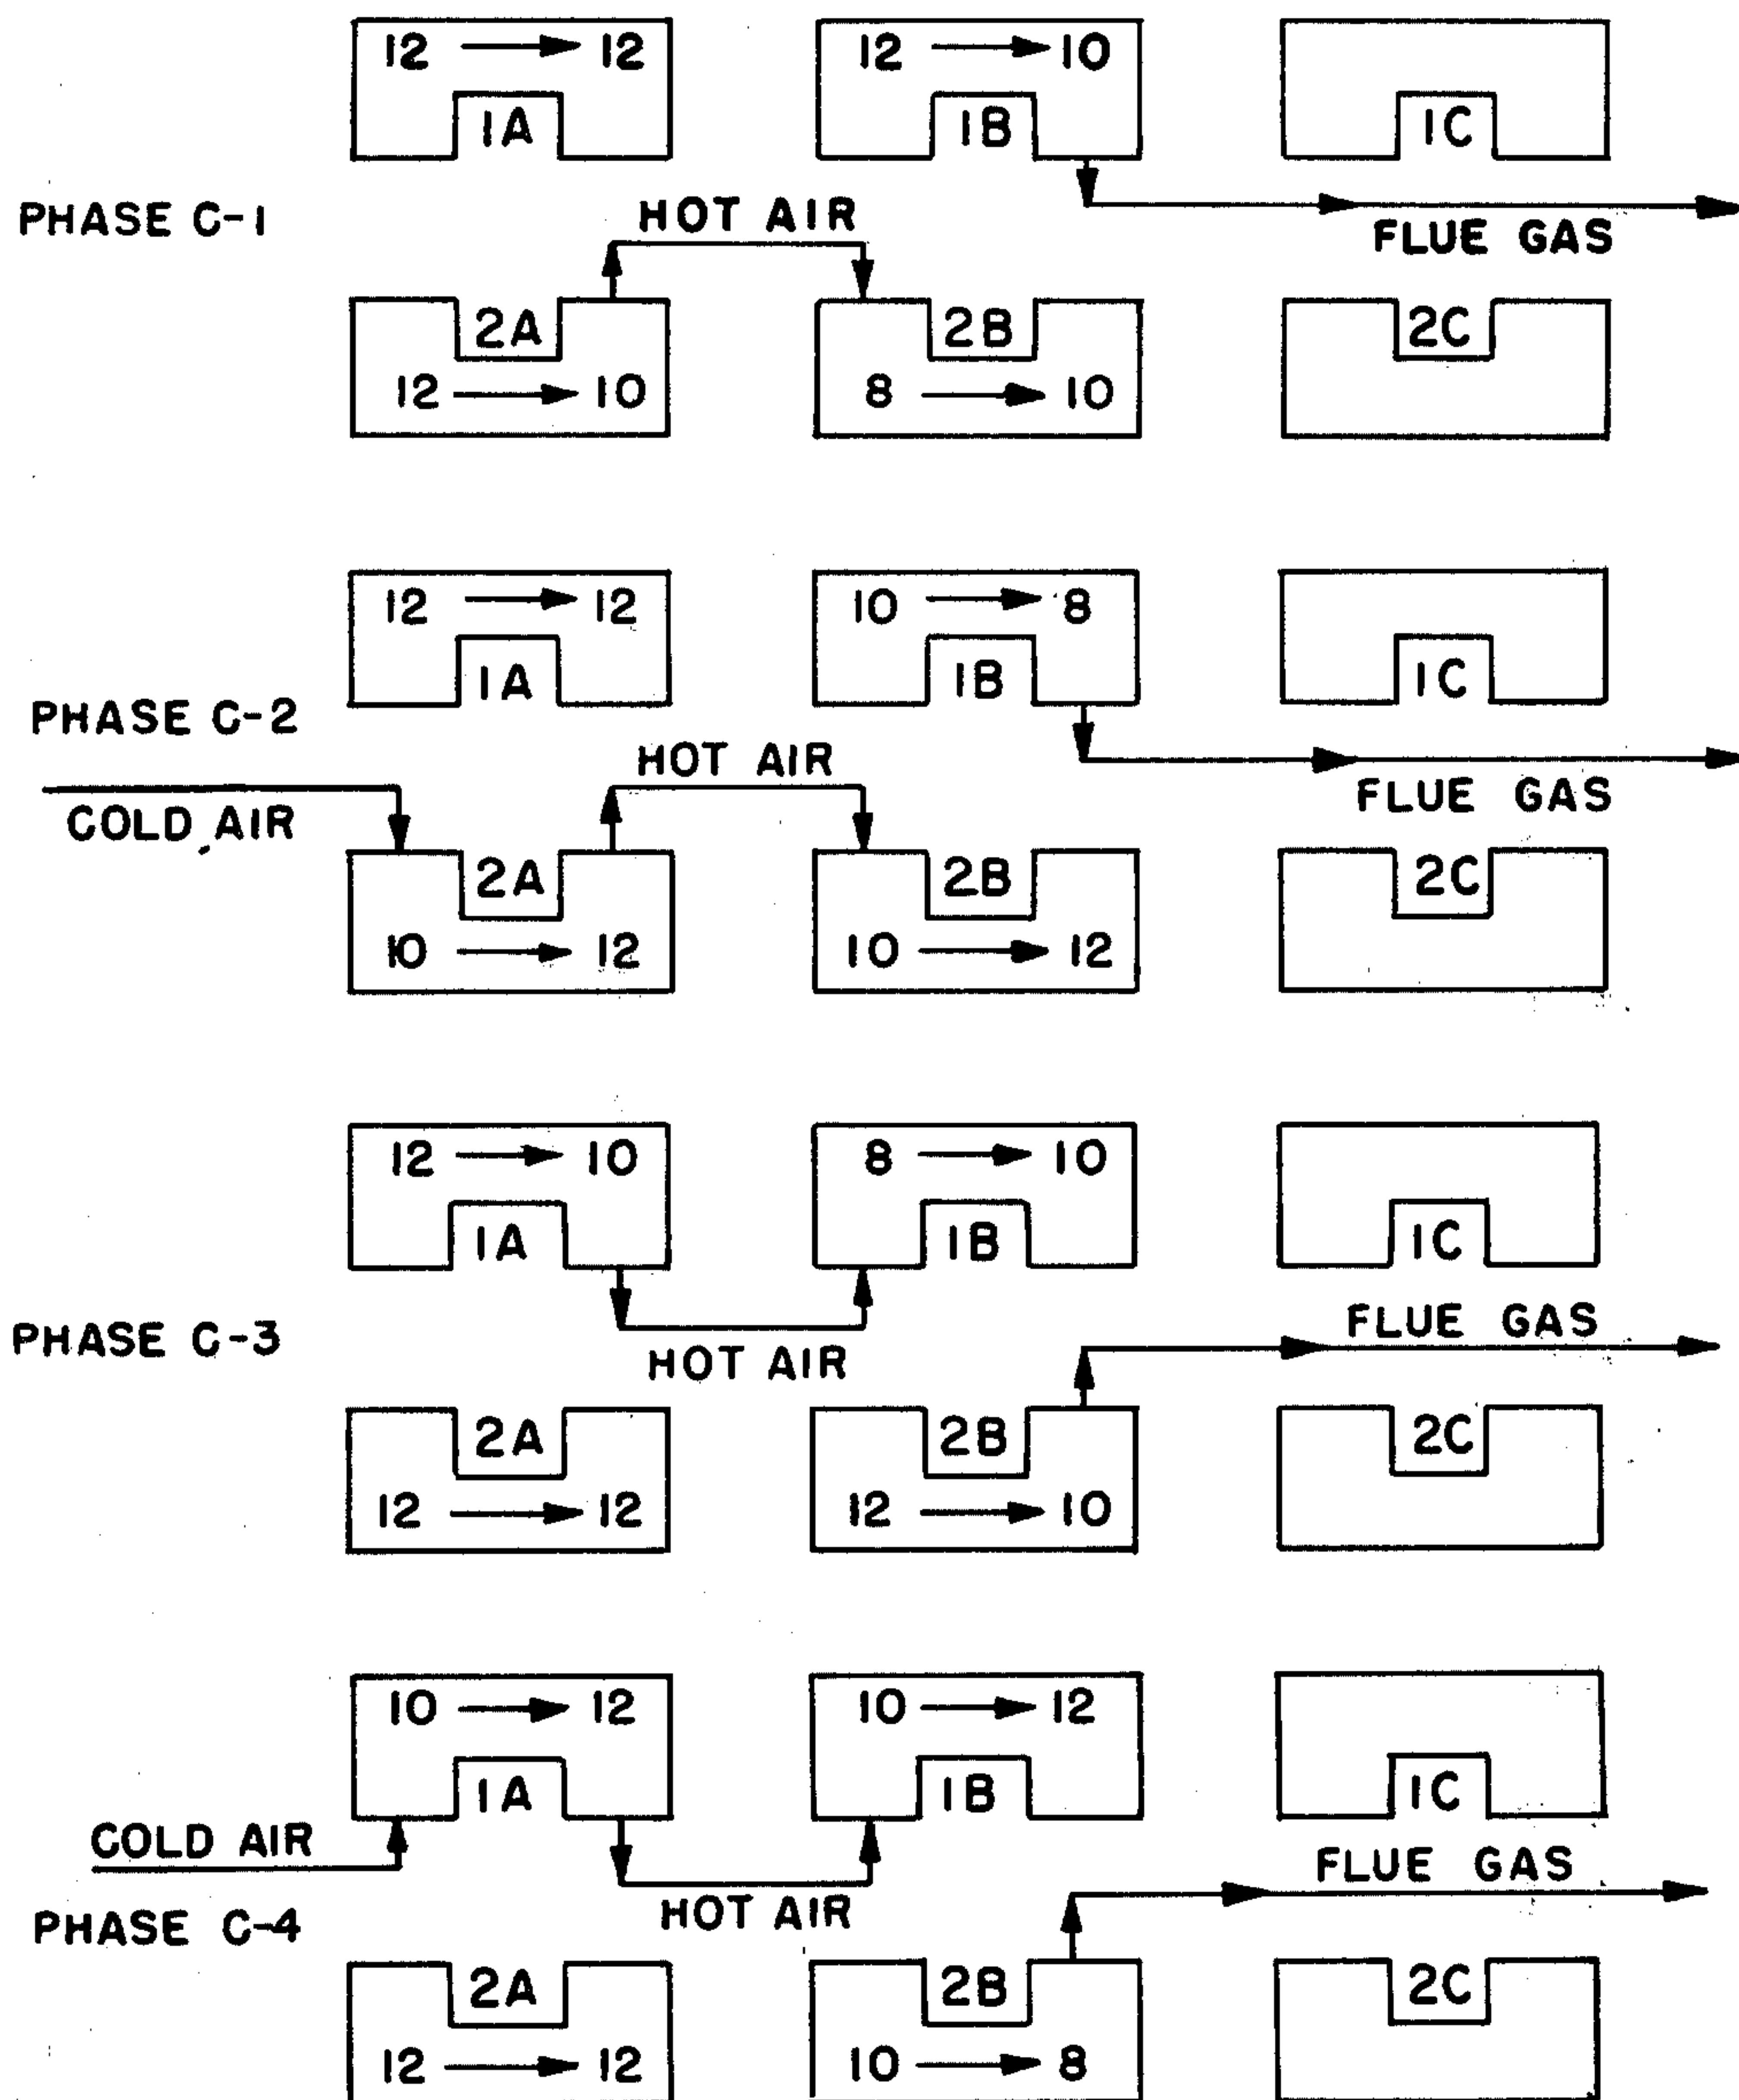 12 12 12 10
1A 1B 1C
PHASE C-1
HOT AIR
FLUE GAS
2A 2B 2C
12 10 8 10
12 12 10 8
1A 1B 1C
PHASE C-2
HOT AIR
COLD AIR
FLUE GAS
2A 2B 2C
10 12 10 12
12 10 8 10
1A 1B 1C
PHASE C-3
FLUE GAS
HOT AIR
2A 2B 2C
12 12 12 10
10 12 10 12
1A 1B 1C
COLD AIR
FLUE GAS
HOT AIR
PHASE C-4
2A 2B 2C
12 12 10 8